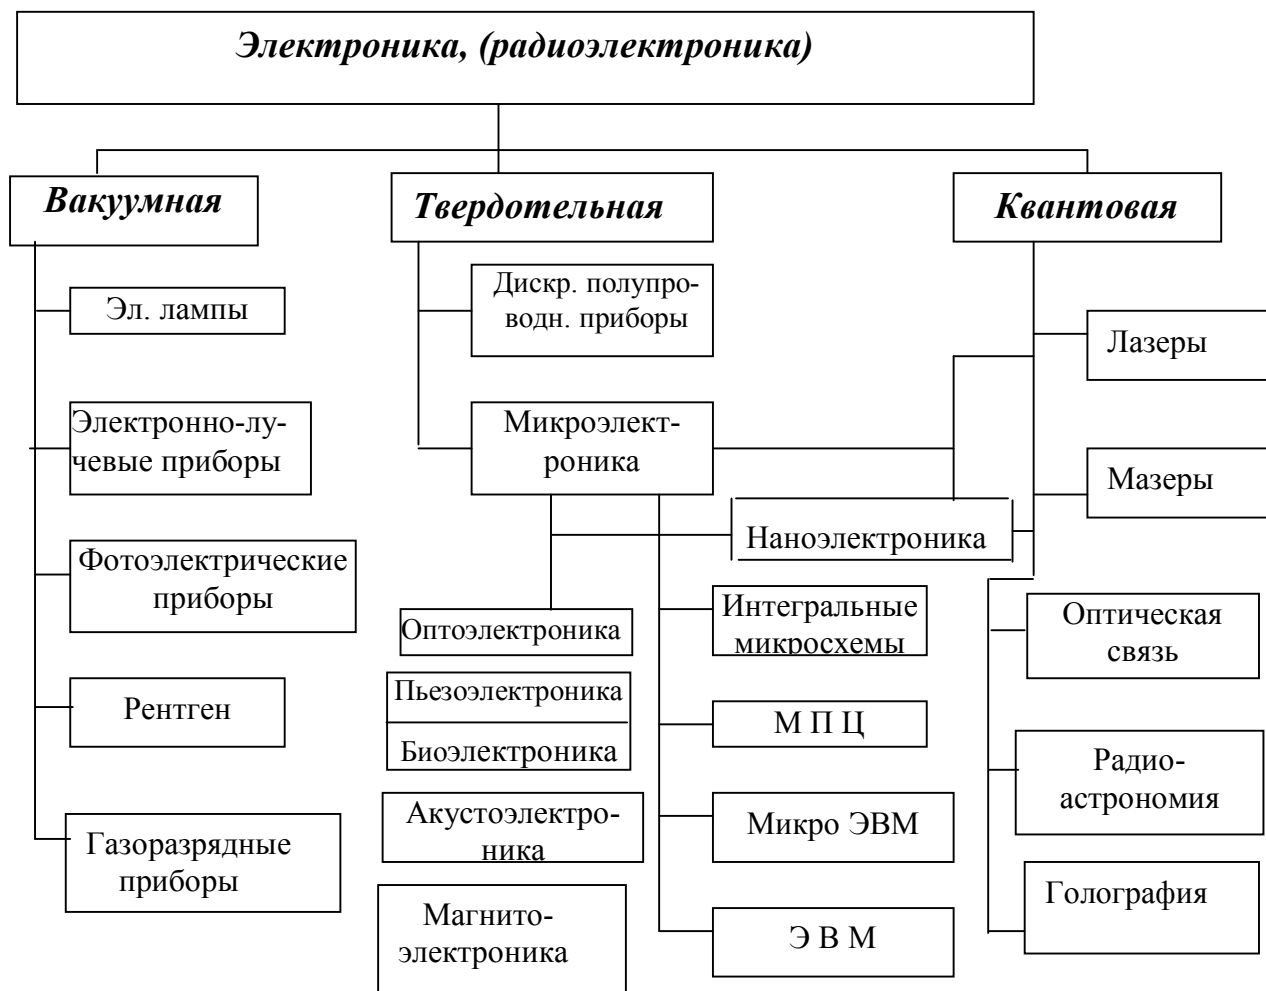 Электроника, (радиоэлектроника)
Вакуумная
Твердотельная
Квантовая
Эл. лампы
Электронно-лу-
чевые приборы
Фотоэлектрические
приборы
Рентген
Газоразрядные
приборы
Дискр. полупро-
водн. приборы
Микроэлект-
роника
Наноэлектроника
Оптоэлектроника
Пьезоэлектроника
Биоэлектроника
Акустоэлектро-
ника
Магнито-
электроника
Интегральные
микросхемы
М П Ц
Микро ЭВМ
Э В М
Лазеры
Мазеры
Оптическая
связь
Радио-
астрономия
Голография